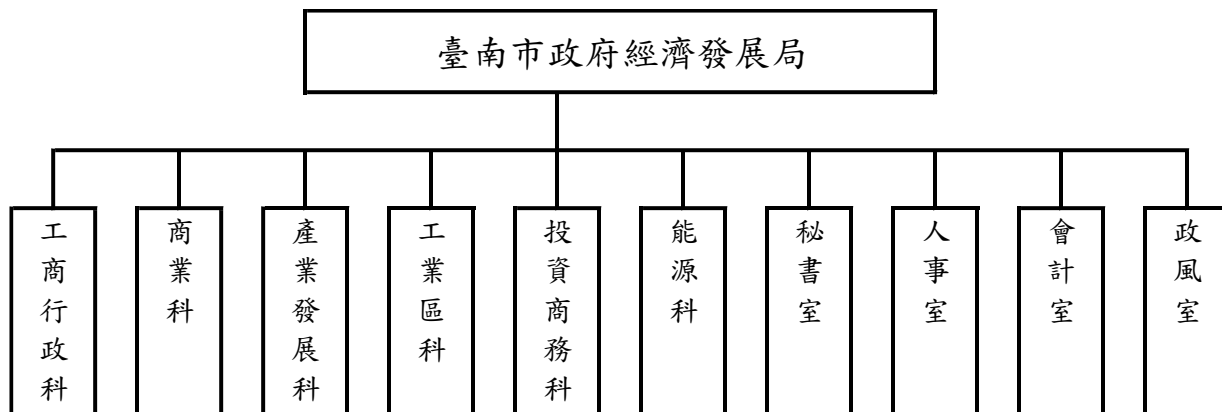 臺南市政府經濟發展局
工商行政科
商業科
產業發展科
工業區科
投資商務科
能源科
秘書室
人事室
會計室
政風室